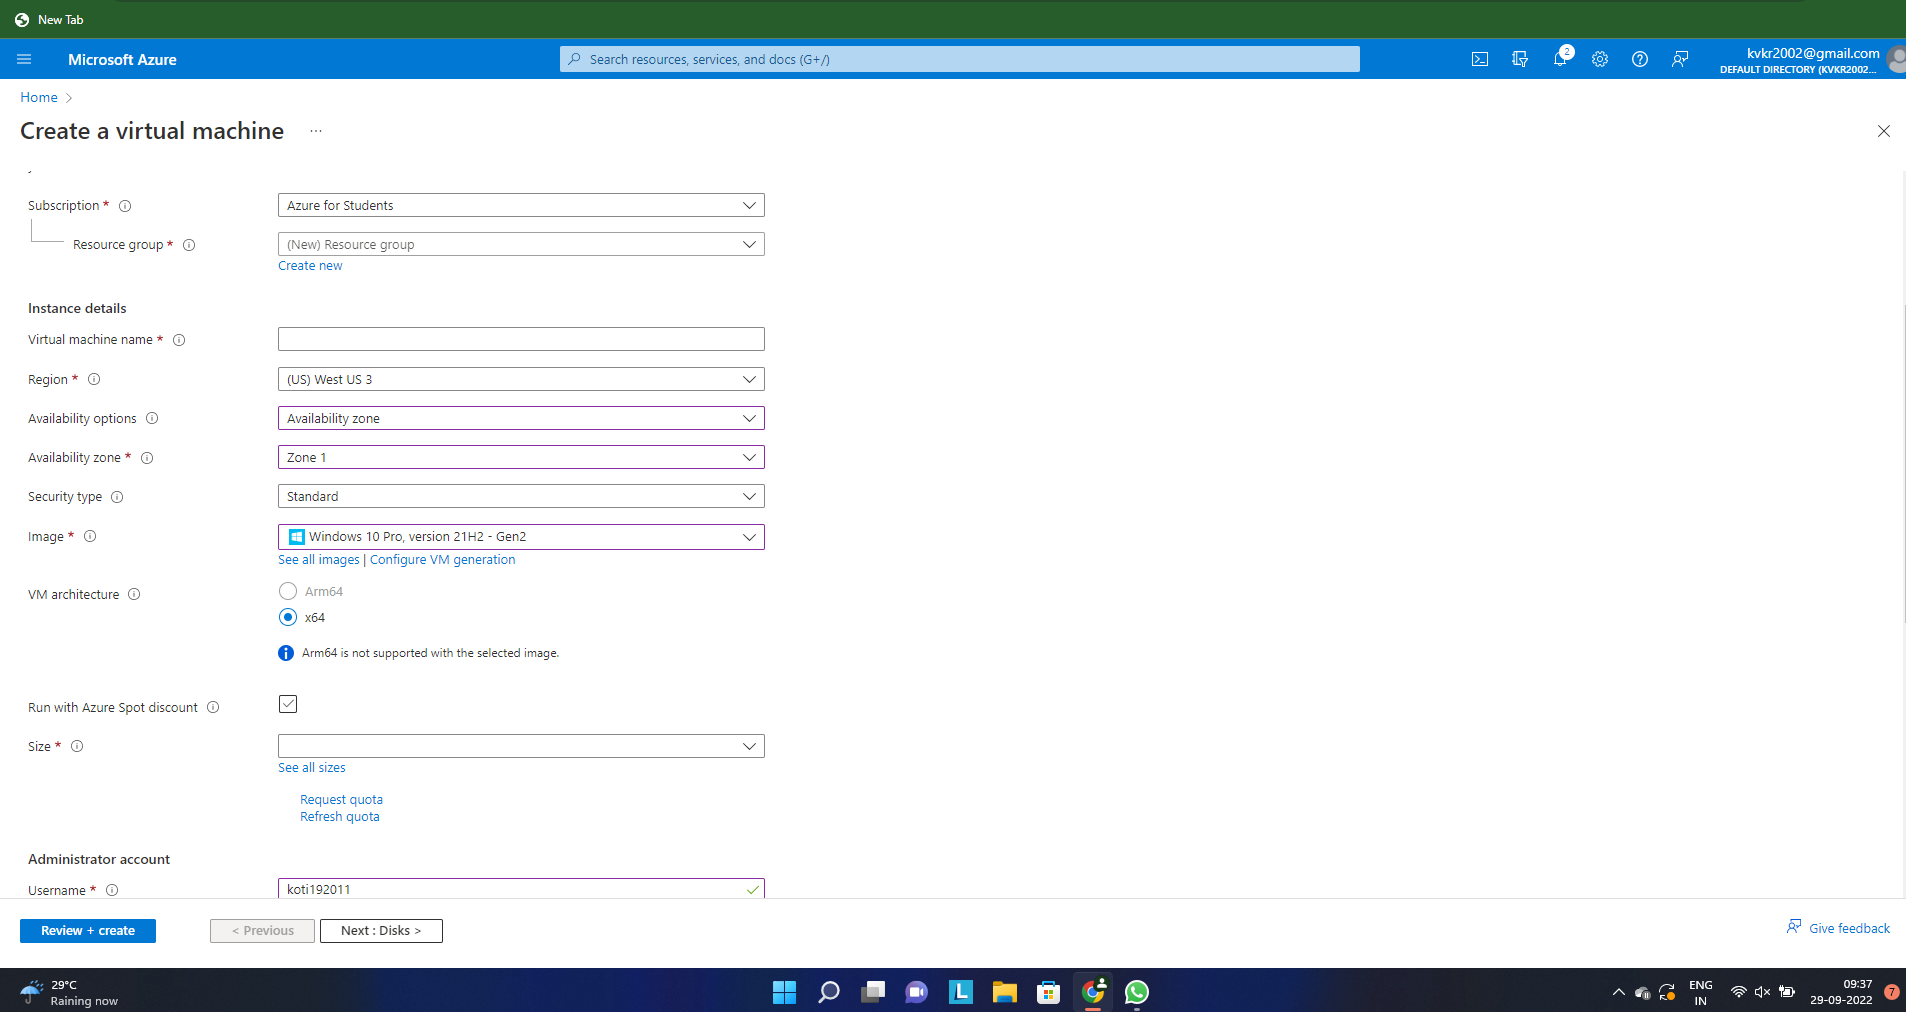 New Tab
Microsoft Azure
Search resources, services, and docs (G+/)
2
kvkr2002@gmail.com
DEFAULT DIRECTORY (KVKR2002...
Home >
Create a virtual machine ...
Subscription *
Azure for Students
Resource group *
(New) Resource group
Create new
Instance details
Virtual machine name *
Region *
(US) West US 3
Availability options
Availability zone
Availability zone *
Zone 1
Security type
Standard
Image *
Windows 10 Pro, version 21H2 - Gen2
See all images | Configure VM generation
VM architecture
Arm64
x64
Arm64 is not supported with the selected image.
Run with Azure Spot discount
Size *
See all sizes
Request quota
Refresh quota
Administrator account
Username *
koti192011
Review + create
< Previous
Next : Disks >
Give feedback
29°C
Raining now
L
ENG
IN
09:37
29-09-2022
7